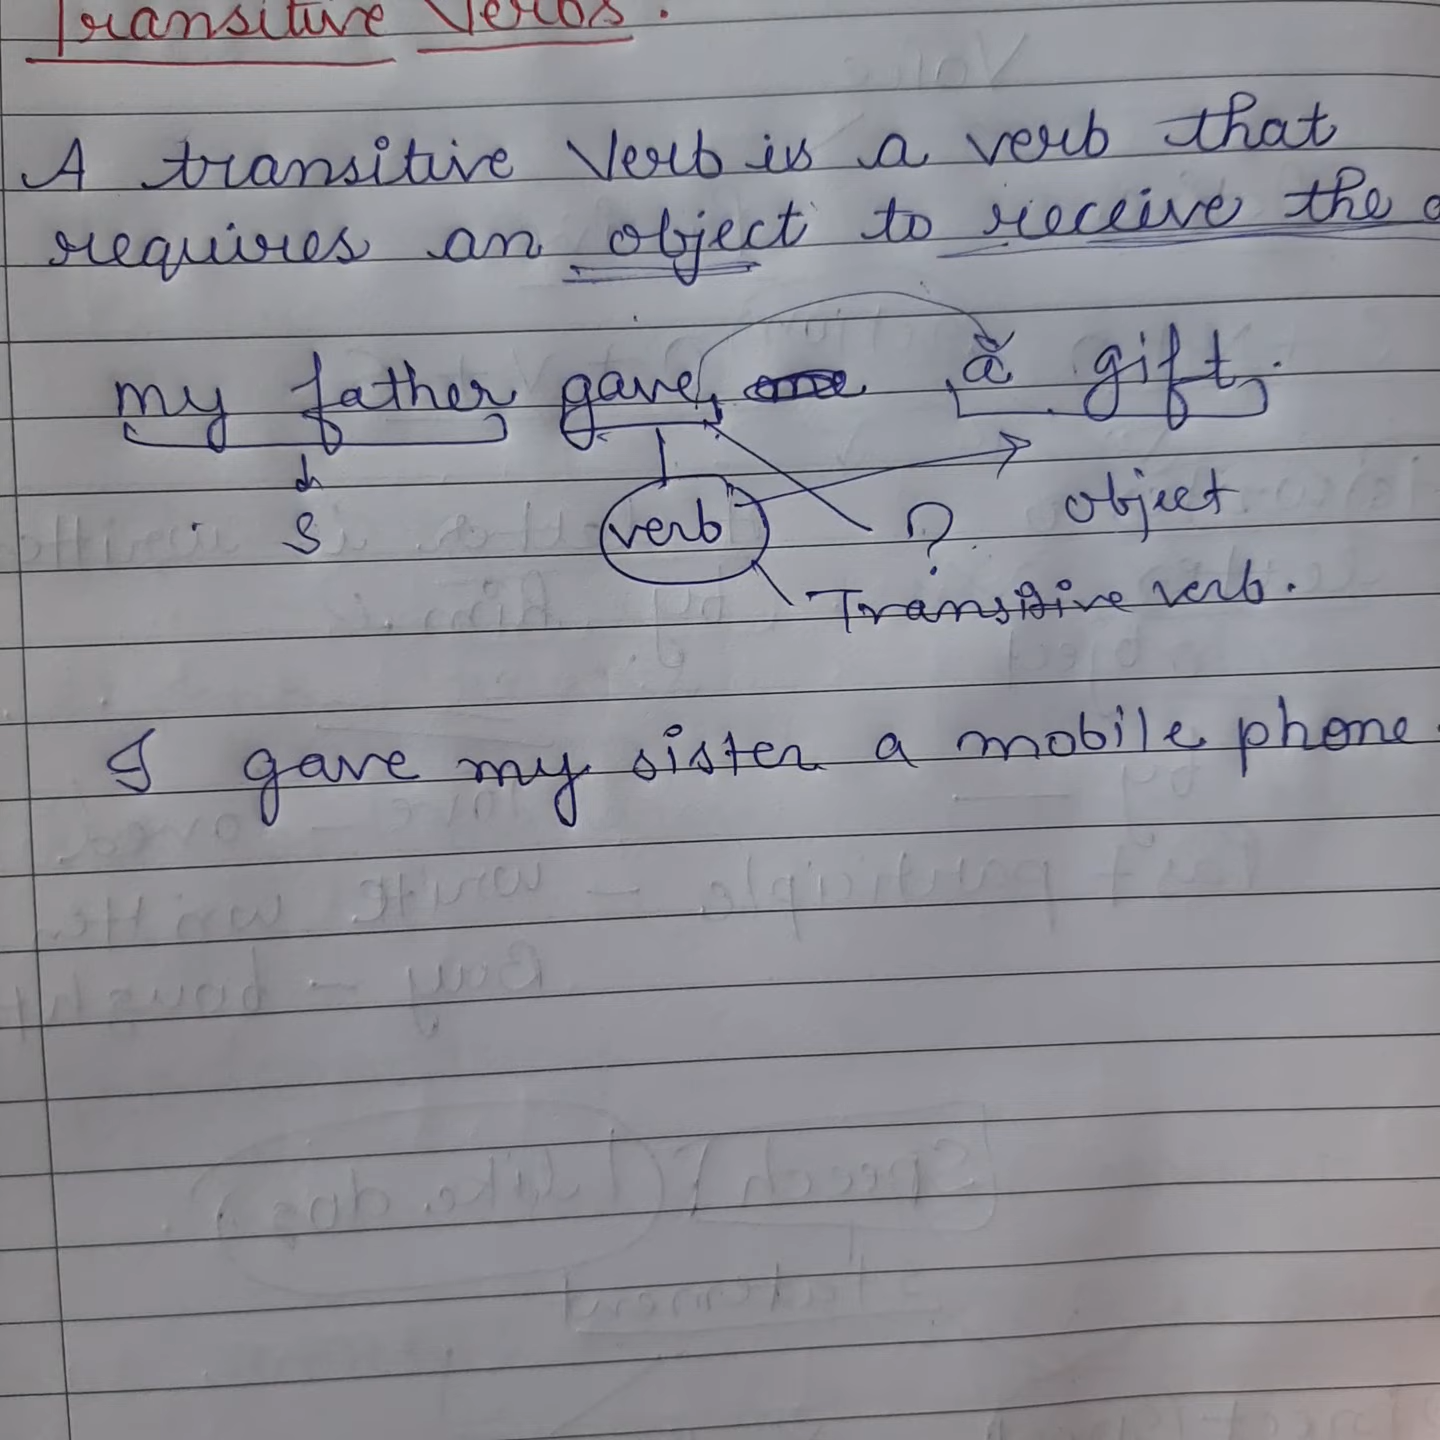 Transitive Verbs.
A transitive Verb is a verb that
requires an object to receive the
my father gave a gift.
S
verb
?
object
Transitive verb.
I gave my sister a mobile phone